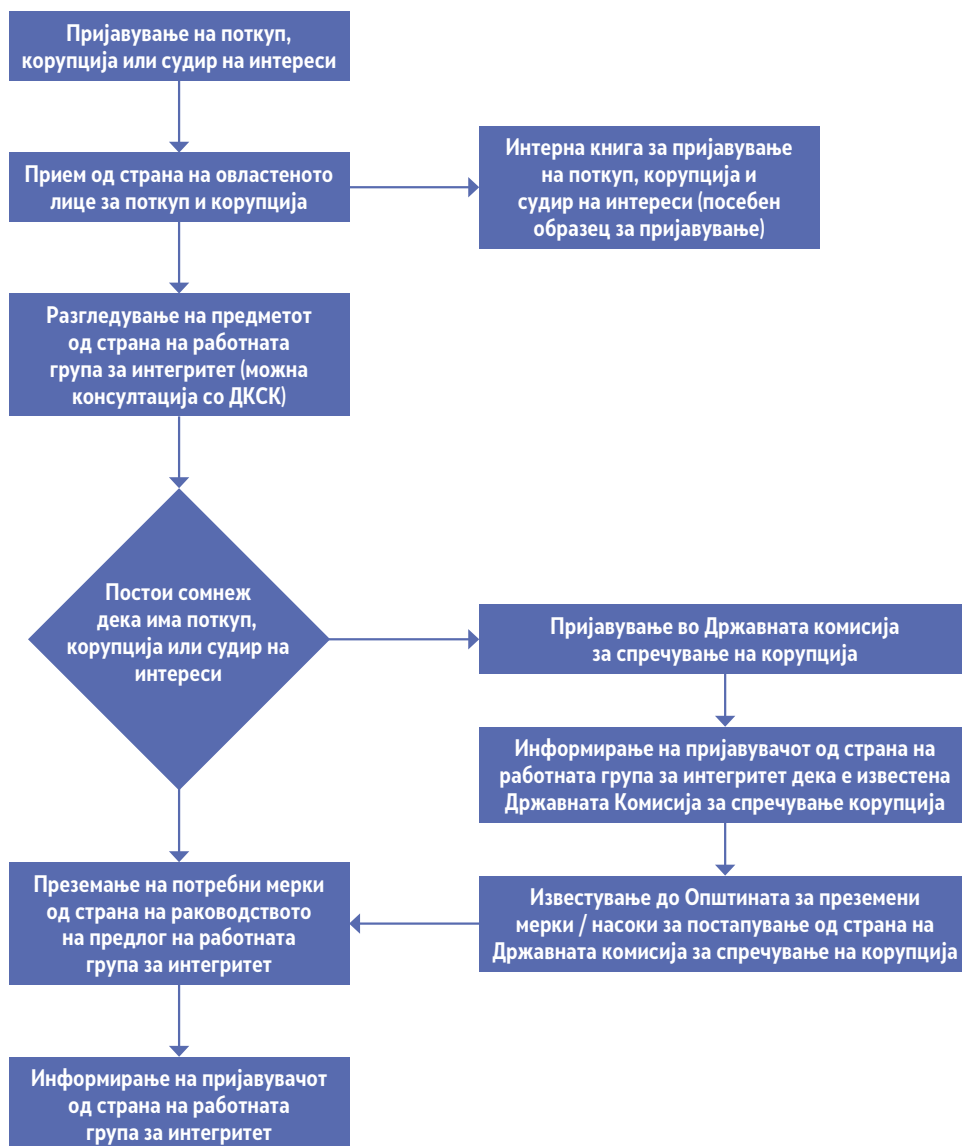 Пријавување на поткуп,
корупција или судир на интереси
Прием од страна на овластеното
лице за поткуп и корупција
Интерна книга за пријавување
на поткуп, корупција и
судир на интереси (посебен
образец за пријавување)
Разгледување на предметот
од страна на работната
група за интегритет (можна
консултација со ДКСК)
Постои сомнеж
дека има поткуп,
корупција или судир на
интереси
Пријавување во Државната комисија
за спречување на корупција
Информирање на пријавувачот од страна на
работната група за интегритет дека е известена
Државната Комисија за спречување корупција
Известување до Општината за преземени
мерки / насоки за постапување од страна на
Државната комисија за спречување на корупција
Преземање на потребни мерки
од страна на раководството
на предлог на работната
група за интегритет
Информирање на пријавувачот
од страна на работната
група за интегритет